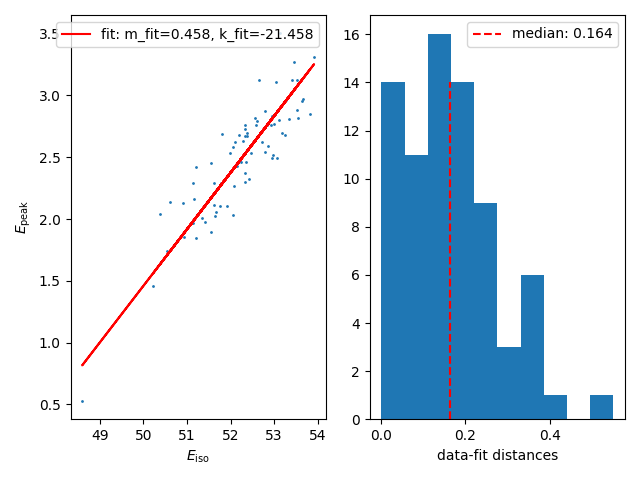 fit: m_fit=0.458, k_fit=-21.458
3.5
3.0
2.5
2.0
1.5
1.0
0.5
E_peak
49 50 51 52 53 54
E_iso
median: 0.164
16
14
12
10
8
6
4
2
0
0.0 0.2 0.4
data-fit distances